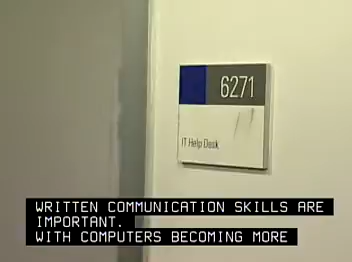 6271
IT Help Desk
WRITTEN COMMUNICATION SKILLS ARE
IMPORTANT.
WITH COMPUTERS BECOMING MORE